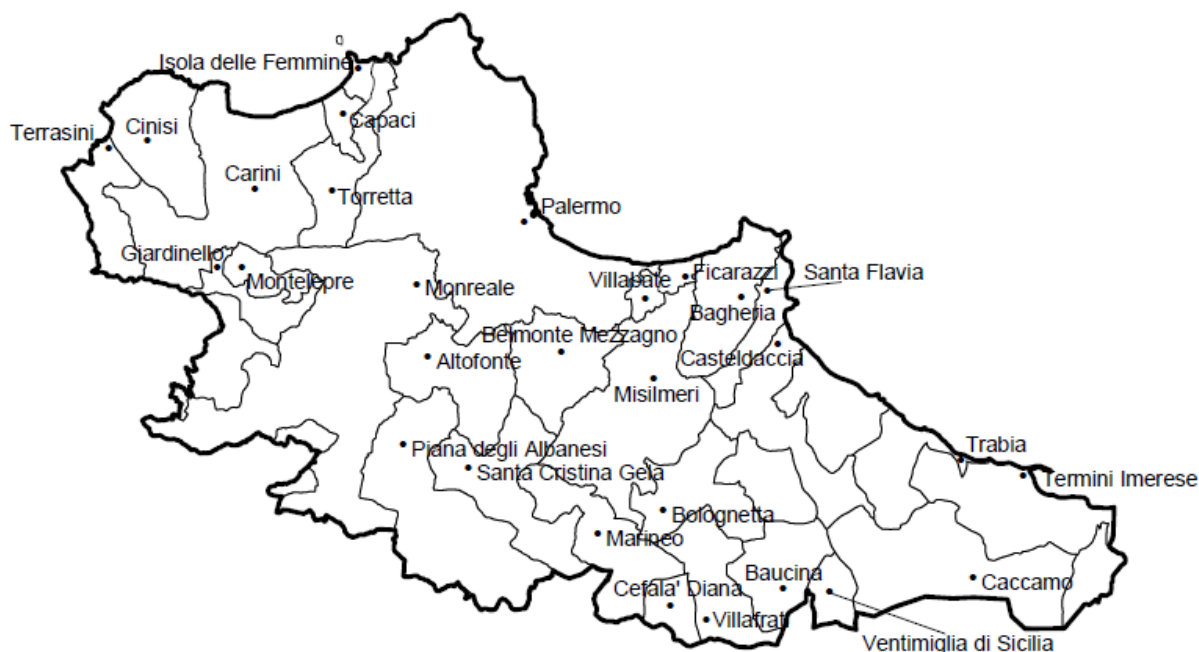 Isola delle Femmine
Capaci
Terrasini
Cinisi
Carini
Torretta
Palermo
Giardinello
Montelepre
Monreale
Villabate
Ficarazzi
Santa Flavia
Bagheria
Belmonte Mezzagno
Altofonte
Casteldaccia
Misilmeri
Piana degli Albanesi
Santa Cristina Gela
Trabia
Termini Imerese
Bolognetta
Marineo
Baucina
Cefala' Diana
Caccamo
Villafrati
Ventimiglia di Sicilia